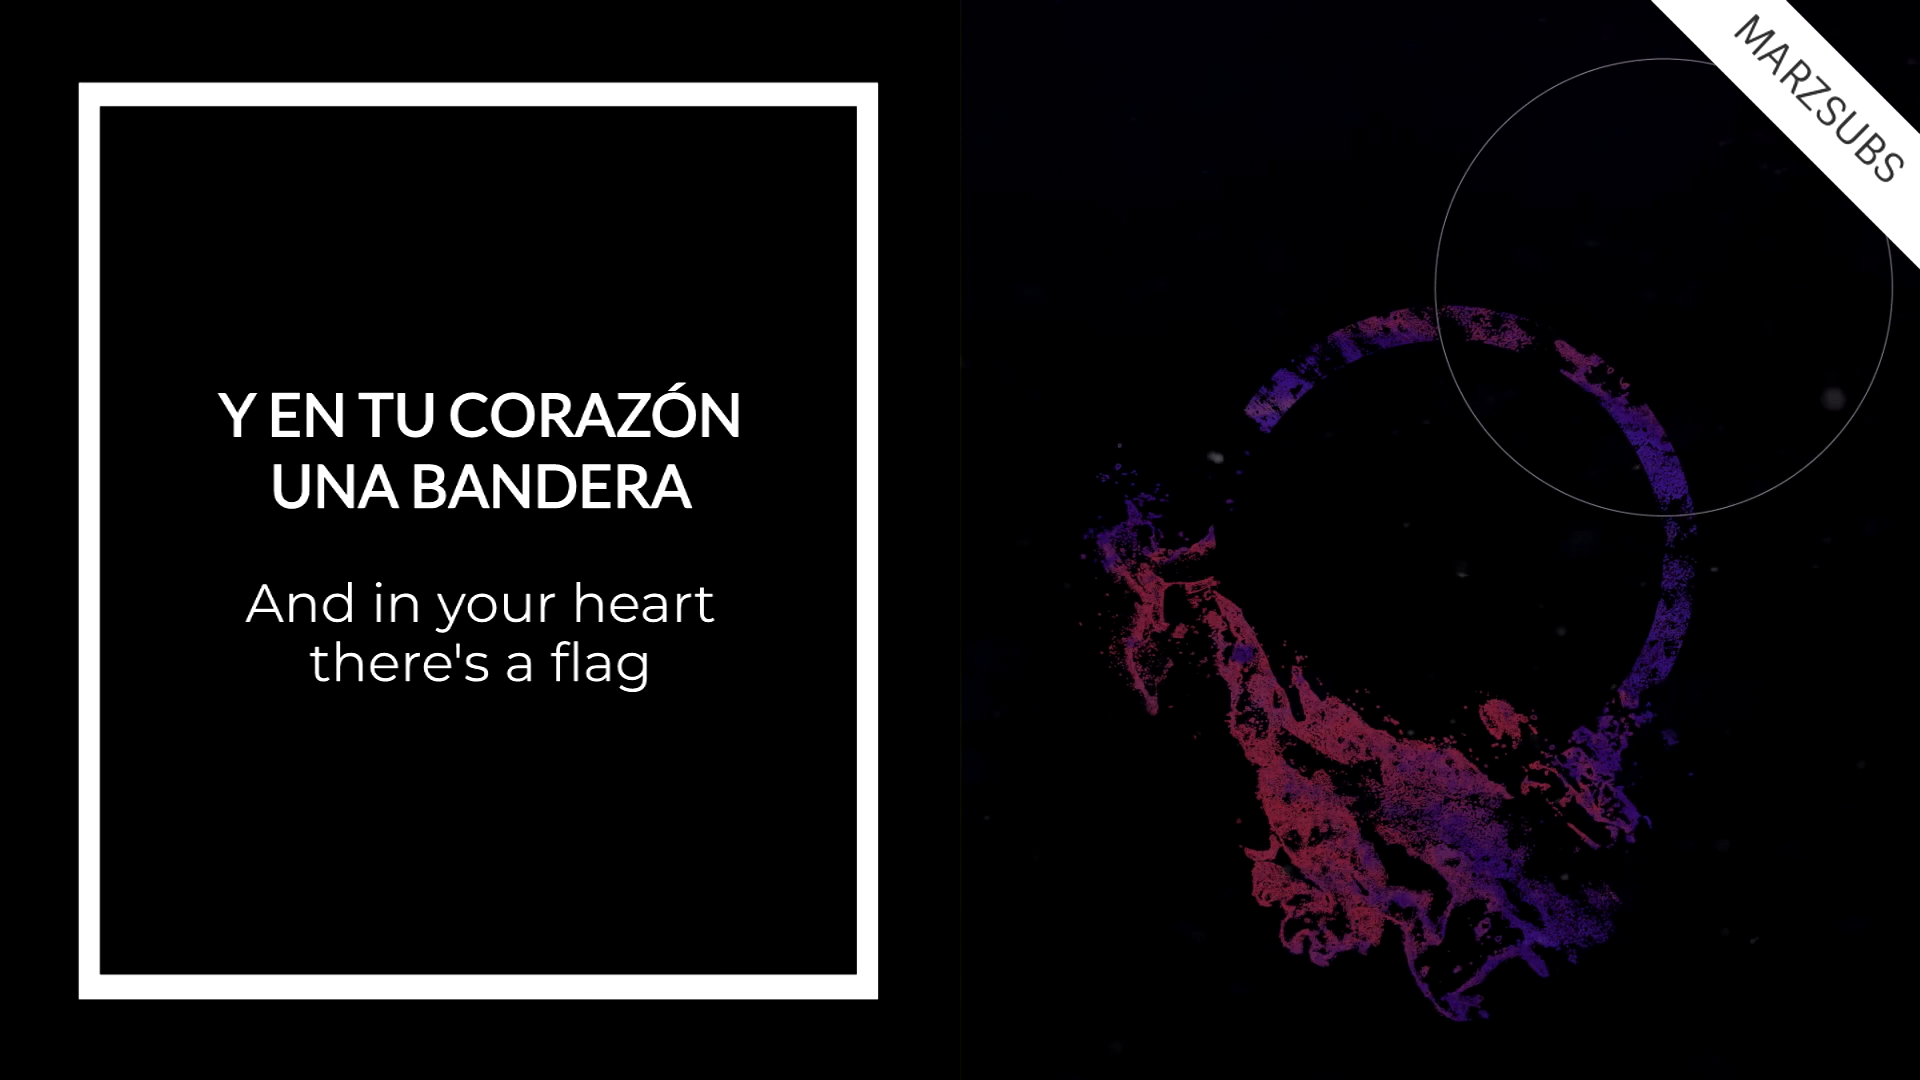 Y EN TU CORAZÓN
UNA BANDERA
And in your heart
there's a flag
MARZSUBS